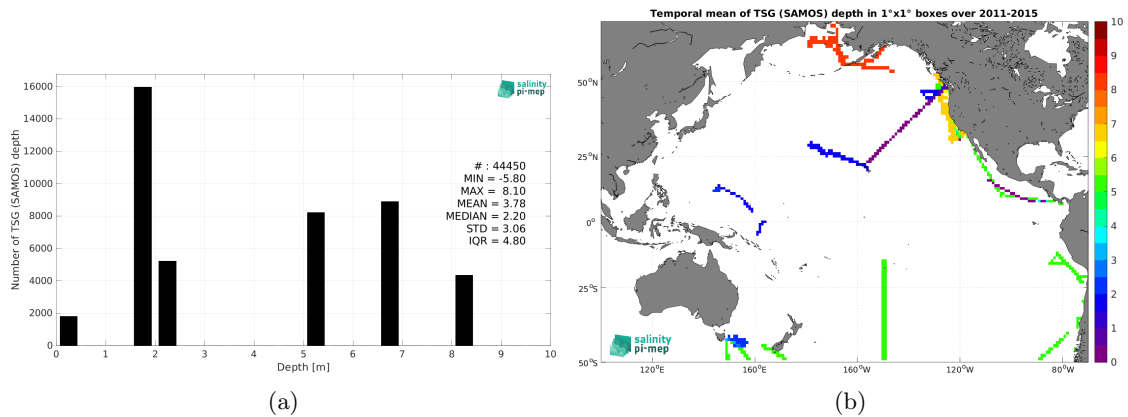 salinity
pi-mep
Number of TSG (SAMOS) depth
16000
14000
12000
10000
8000
6000
4000
2000
0
# : 44450
MIN = -5.80
MAX = 8.10
MEAN = 3.78
MEDIAN = 2.20
STD = 3.06
IQR = 4.80
0 1 2 3 4 5 6 7 8 9 10
Depth [m]
(a)
Temporal mean of TSG (SAMOS) depth in 1°x1° boxes over 2011-2015
50°N
25°N
0°
25°S
50°S
120°W
160°W
120°W
80°W
salinity
pi-mep
10
9
8
7
6
5
4
3
2
1
0
(b)